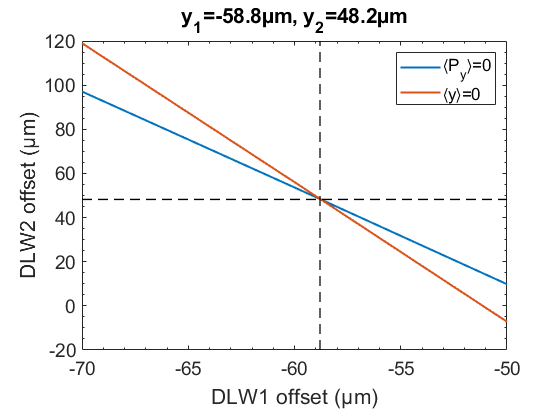 y₁=-58.8μm, y₂=48.2μm
120
100
80
60
40
20
0
-20
DLW2 offset (μm)
⟨P_y⟩=0
⟨y⟩=0
-70 -65 -60 -55 -50
DLW1 offset (μm)